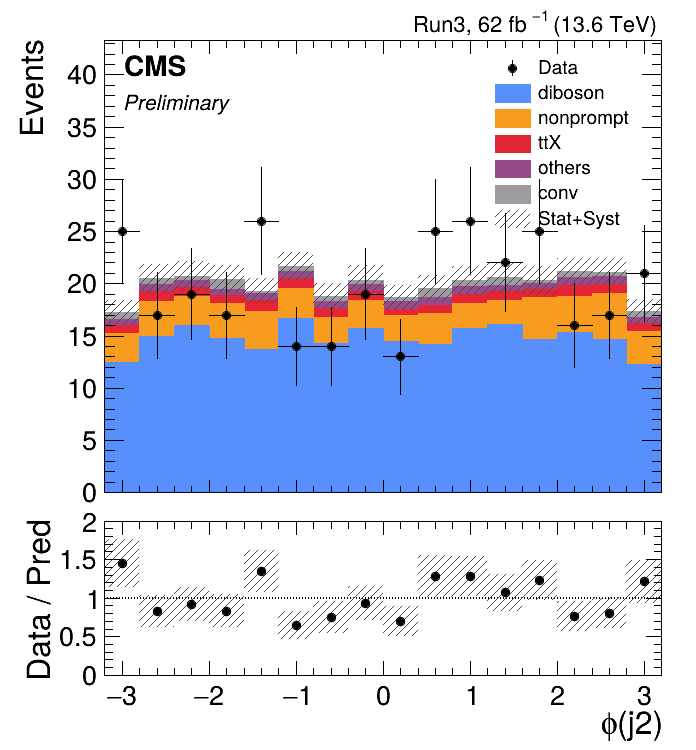 Run3, 62 fb⁻¹ (13.6 TeV)
CMS
Preliminary
Events
40
35
30
25
20
15
10
5
0
Data
diboson
nonprompt
ttX
others
conv
Stat+Syst
Data / Pred
2
1.5
1
0.5
0
−3 −2 −1 0 1 2 3
ϕ(j2)